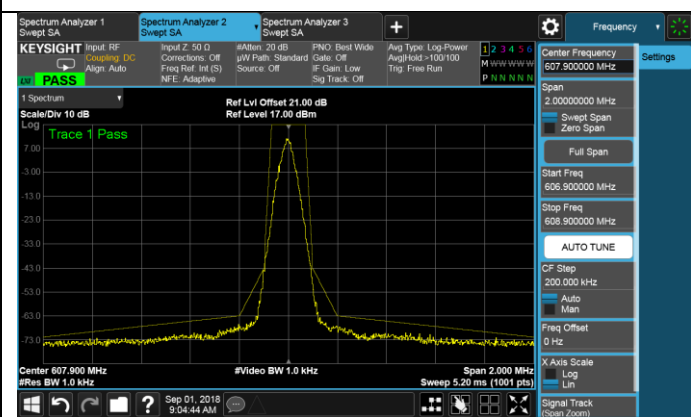 Spectrum Analyzer 1
Swept SA
Spectrum Analyzer 2
Swept SA
Spectrum Analyzer 3
Swept SA
+
Frequency
KEYSIGHT
Input: RF
Coupling: DC
Align: Auto
Input Z: 50 Ω
Corrections: Off
Freq Ref: Int (S)
NFE: Adaptive
#Atten: 20 dB
µW Path: Standard
Source: Off
PNO: Best Wide
Gate: Off
IF Gain: Low
Sig Track: Off
Avg Type: Log-Power
Avg|Hold:>100/100
Trig: Free Run
1 2 3 4 5 6
M W W W W W
P N N N N N
PASS
1 Spectrum
Scale/Div 10 dB
Ref Lvl Offset 21.00 dB
Ref Level 17.00 dBm
Log
Trace 1 Pass
7.00
-3.00
-13.0
-23.0
-33.0
-43.0
-53.0
-63.0
-73.0
Center 607.900 MHz
#Res BW 1.0 kHz
#Video BW 1.0 kHz
Span 2.000 MHz
Sweep 5.20 ms (1001 pts)
Sep 01, 2018
9:04:44 AM
Center Frequency
607.900000 MHz
Settings
Span
2.00000000 MHz
Swept Span
Zero Span
Full Span
Start Freq
606.900000 MHz
Stop Freq
608.900000 MHz
AUTO TUNE
CF Step
200.000 kHz
Auto
Man
Freq Offset
0 Hz
X Axis Scale
Log
Lin
Signal Track
(Span Zoom)